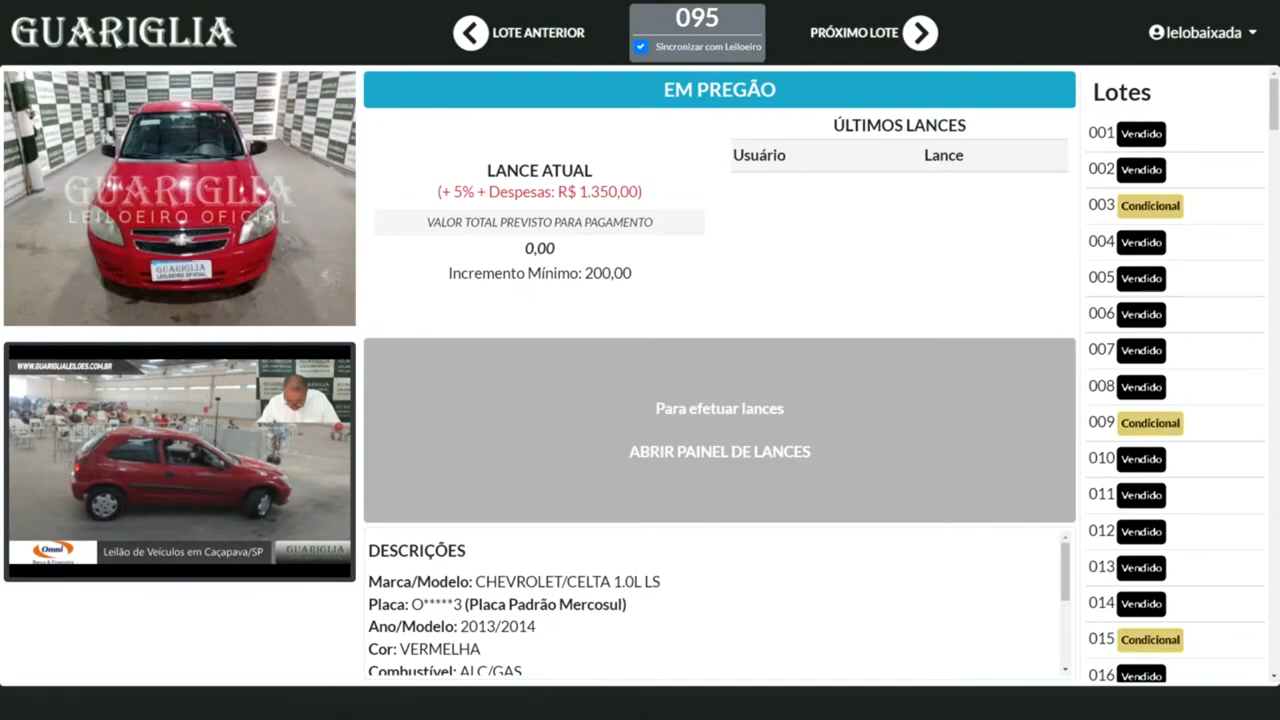 GUARIGLIA
LOTE ANTERIOR
095
Sincronizar com Leiloeiro
PRÓXIMO LOTE
lelobaixada
GUARIGLIA
LEILOEIRO OFICIAL
GUARIGLIA
LEILOEIRO OFICIAL
EM PREGÃO
LANCE ATUAL
(+ 5% + Despesas: R$ 1.350,00)
VALOR TOTAL PREVISTO PARA PAGAMENTO
0,00
Incremento Mínimo: 200,00
ÚLTIMOS LANCES
Usuário Lance
WWW.GUARIGLIALEILOES.COM.BR
Omni
Leilão de Veículos em Caçapava/SP
GUARIGLIA
Para efetuar lances
ABRIR PAINEL DE LANCES
DESCRIÇÕES
Marca/Modelo: CHEVROLET/CELTA 1.0L LS
Placa: O*****3 (Placa Padrão Mercosul)
Ano/Modelo: 2013/2014
Cor: VERMELHA
Combustível: ALC/GAS
Lotes
001 Vendido
002 Vendido
003 Condicional
004 Vendido
005 Vendido
006 Vendido
007 Vendido
008 Vendido
009 Condicional
010 Vendido
011 Vendido
012 Vendido
013 Vendido
014 Vendido
015 Condicional
016 Vendido